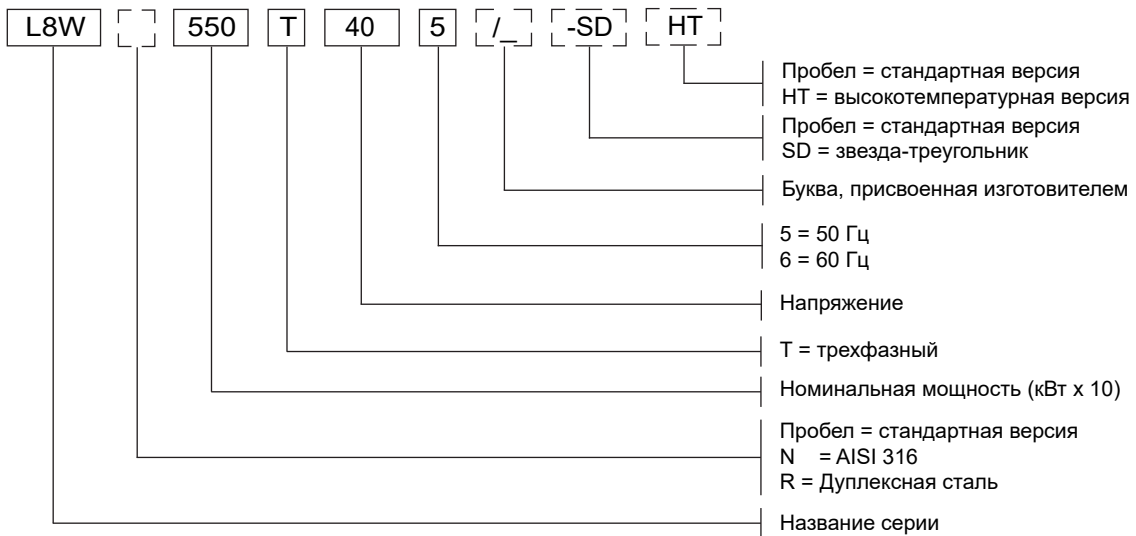 L8W 550 T 40 5 /_ -SD HT
Пробел = стандартная версия
HT = высокотемпературная версия
Пробел = стандартная версия
SD = звезда-треугольник
Буква, присвоенная изготовителем
5 = 50 Гц
6 = 60 Гц
Напряжение
T = трехфазный
Номинальная мощность (кВт x 10)
Пробел = стандартная версия
N = AISI 316
R = Дуплексная сталь
Название серии